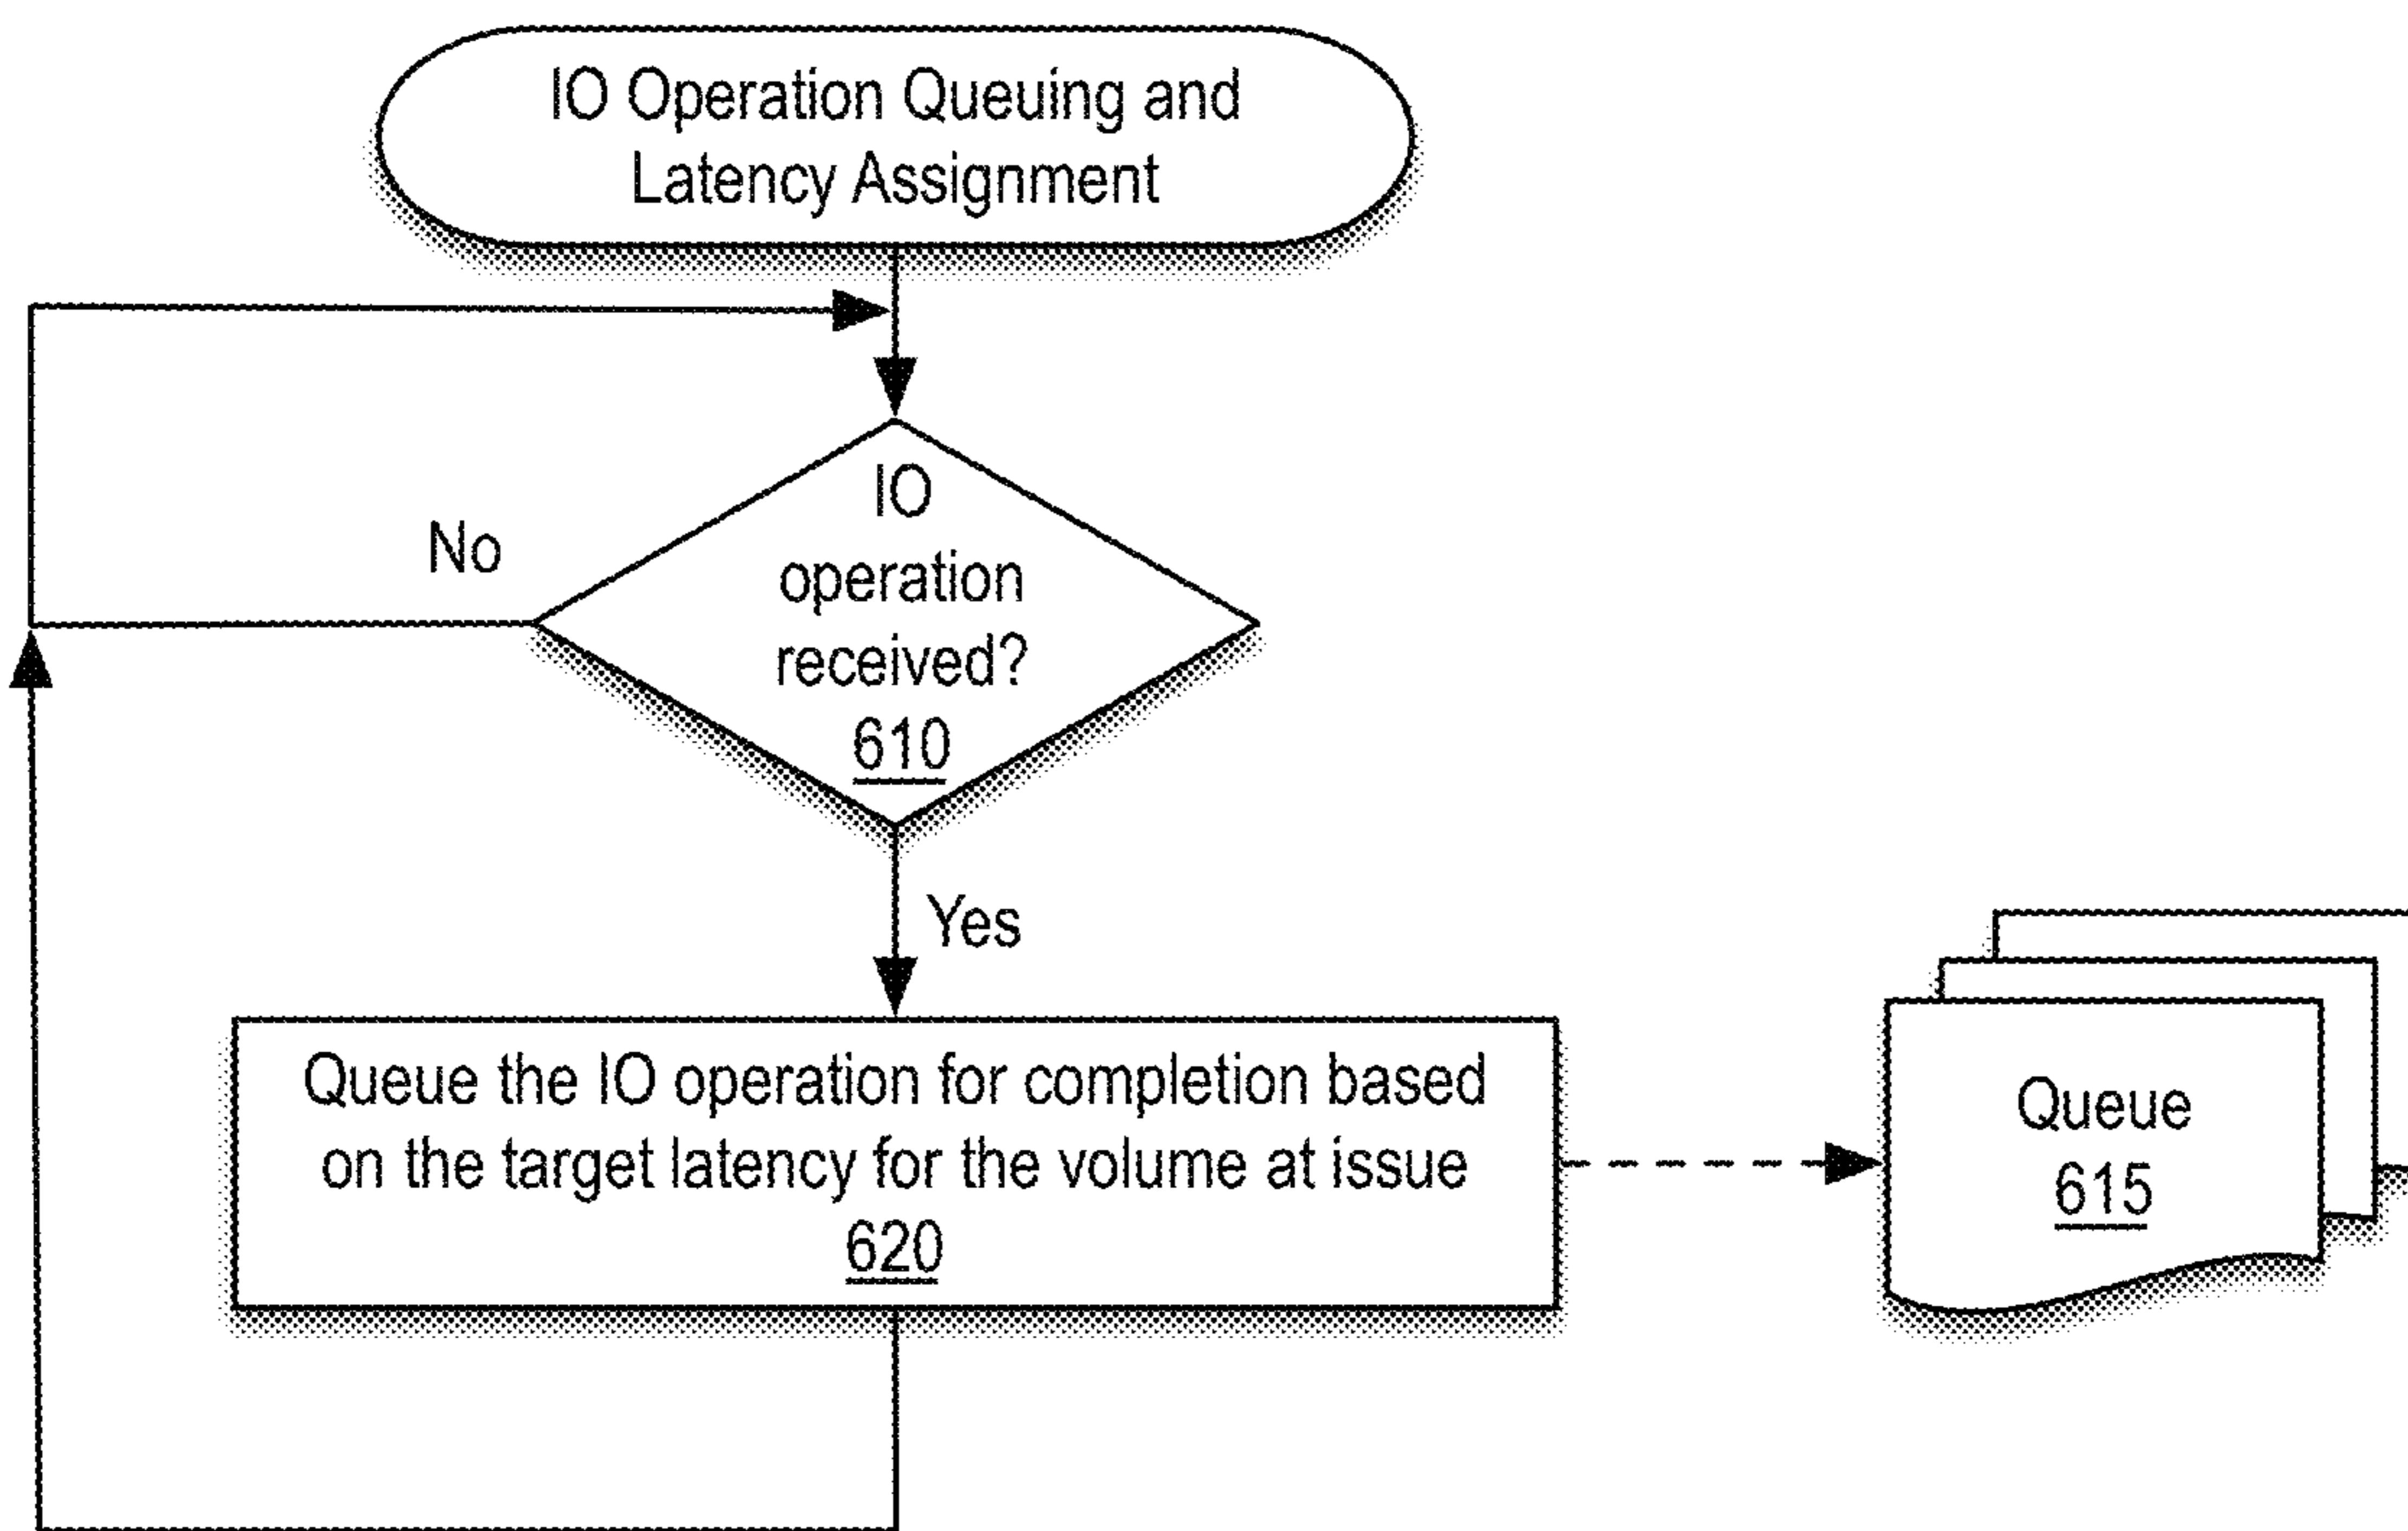 IO Operation Queuing and
Latency Assignment
IO
operation
received?
610
No
Yes
Queue the IO operation for completion based
on the target latency for the volume at issue
620
Queue
615